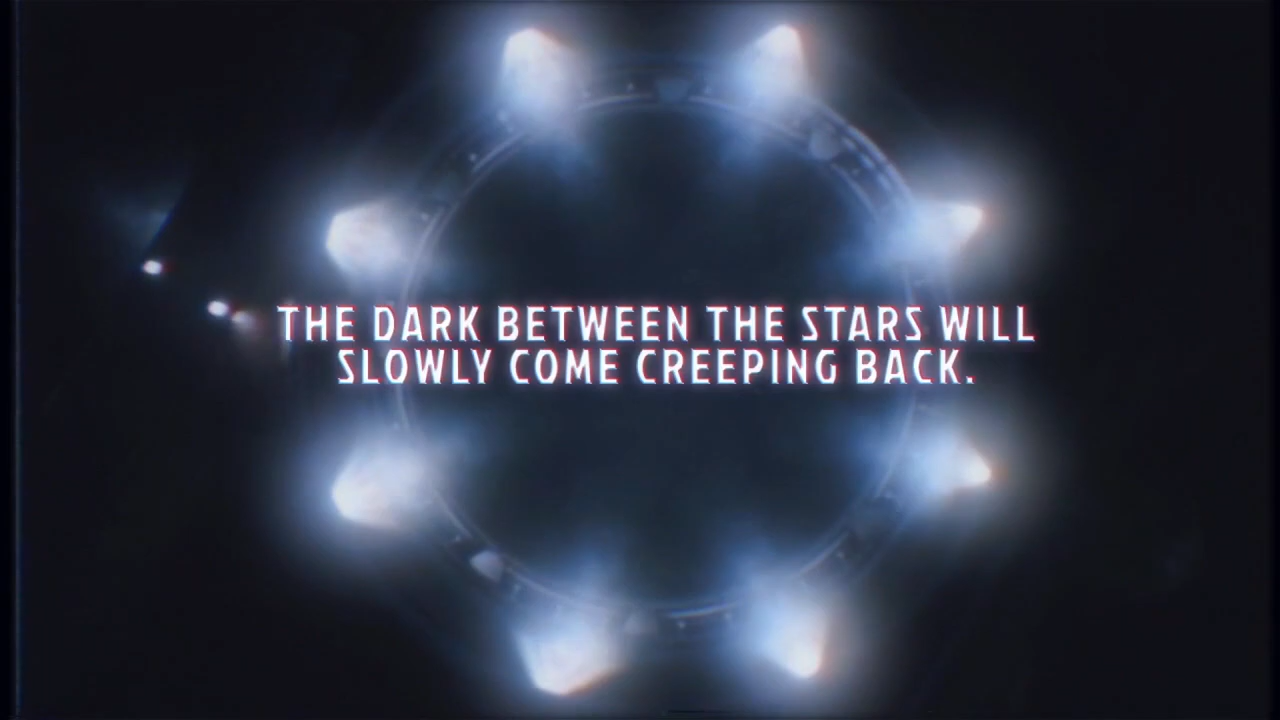 THE DARK BETWEEN THE STARS WILL
SLOWLY COME CREEPING BACK.